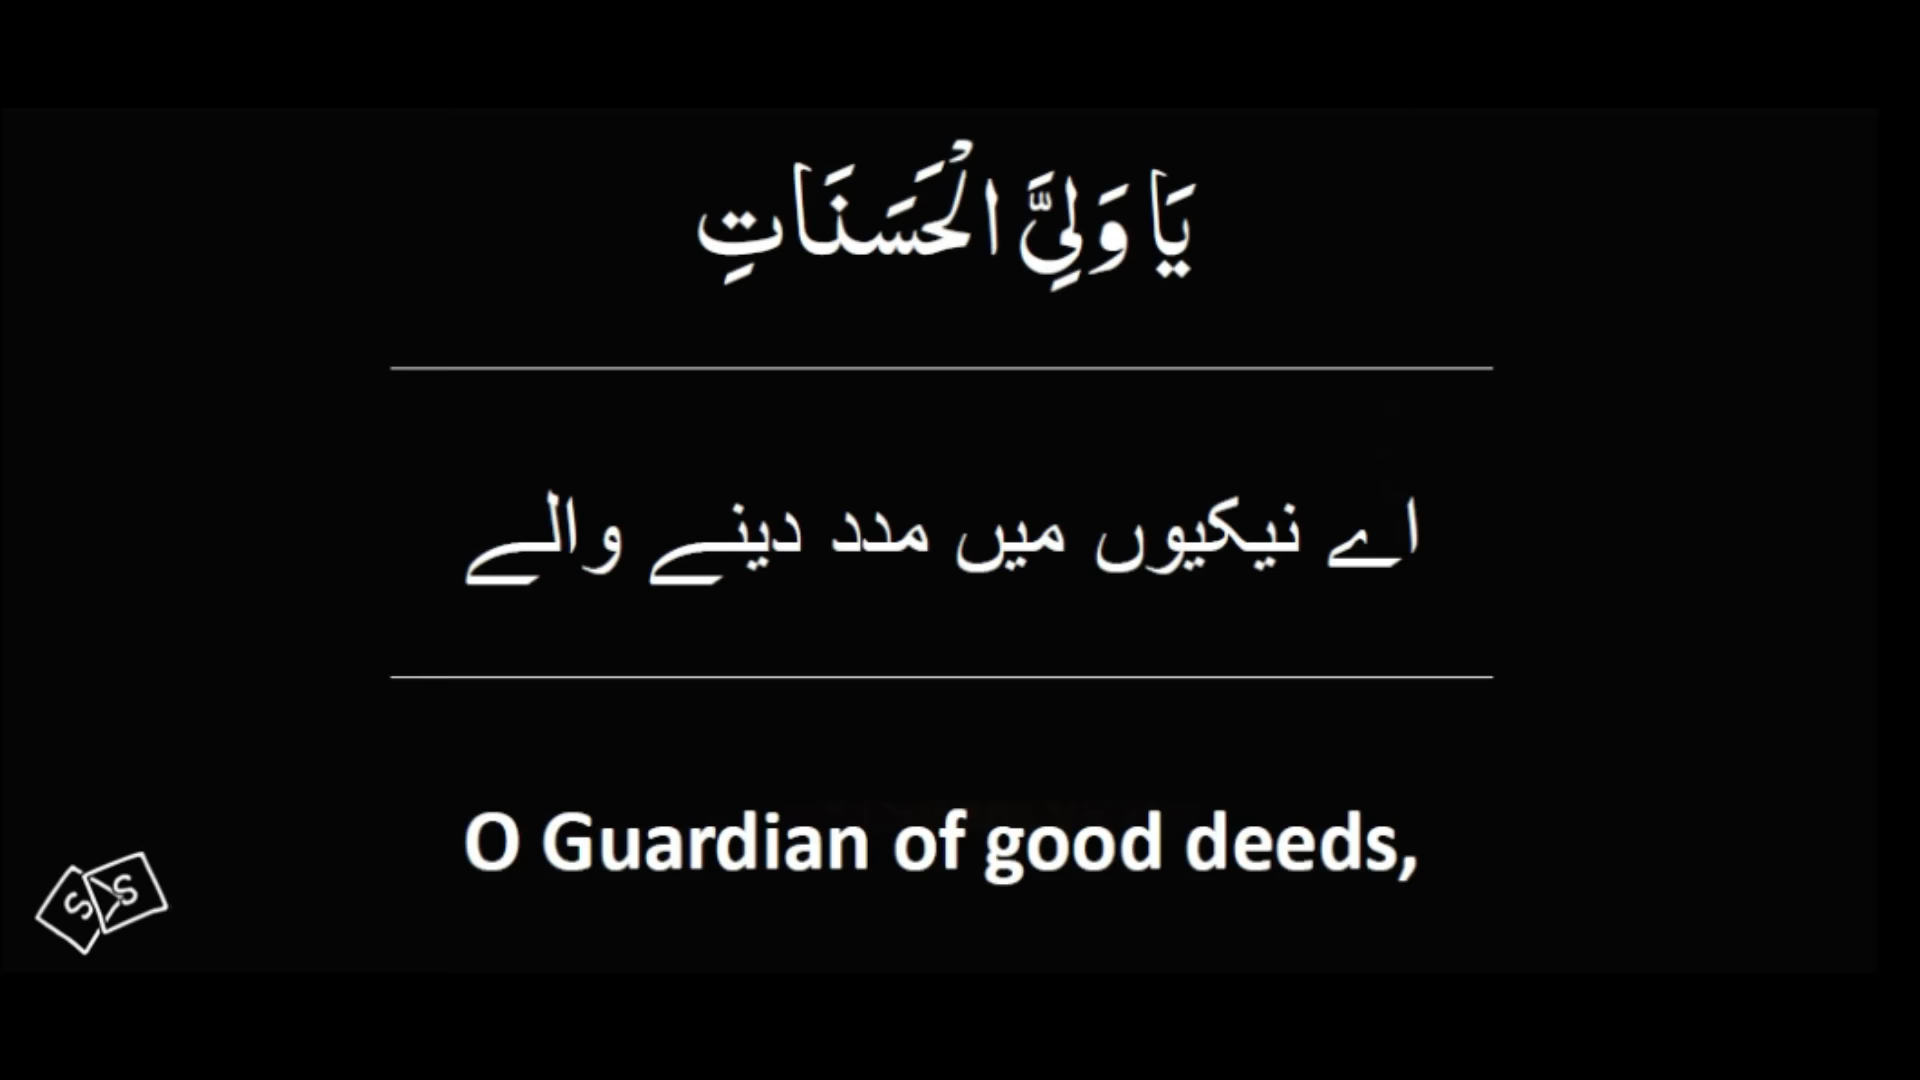 يَا وَلِيَّ الْحَسَنَاتِ
اے نیکیوں میں مدد دینے والے
O Guardian of good deeds,
S S